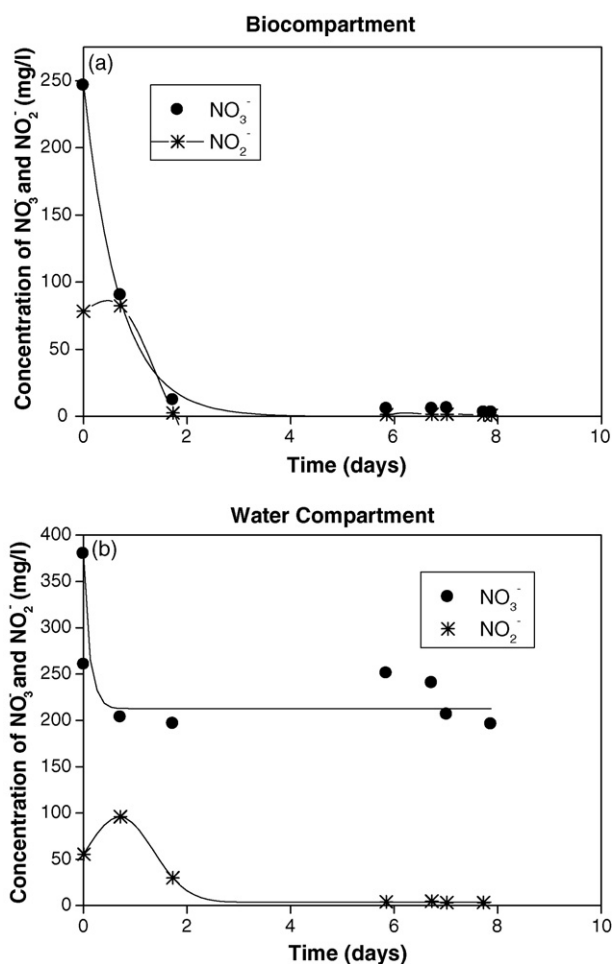 Biocompartment
(a)
Concentration of NO₃⁻ and NO₂⁻ (mg/l)
250
200
150
100
50
0
NO₃⁻
NO₂⁻
0 2 4 6 8 10
Time (days)
Water Compartment
(b)
Concentration of NO₃⁻ and NO₂⁻ (mg/l)
400
350
300
250
200
150
100
50
0
NO₃⁻
NO₂⁻
0 2 4 6 8 10
Time (days)